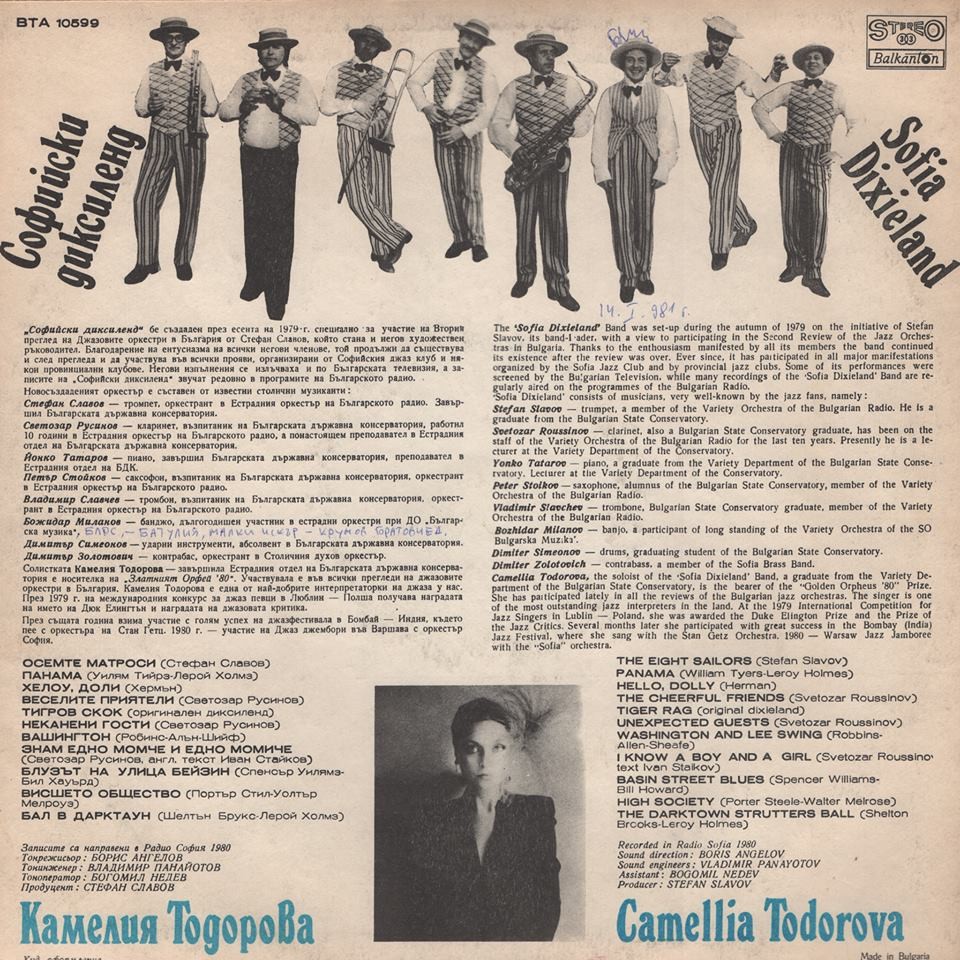 BTA 10599
STEREO
33
Balkanton
Бъми
Софийски
диксиленд
Sofia
Dixieland
14. I. 981 г.
„Софийски диксиленд“ бе създаден през есента на 1979 г. специално за участие на Втория
преглед на Джазовите оркестри в България от Стефан Славов, който стана и негов художествен
ръководител. Благодарение на ентусиазма на всички негови членове, той продължи да съществува
и след прегледа и да участвува във всички прояви, организирани от Софийския джаз клуб и ня-
кои провинциални клубове. Негови изпълнения се излъчваха и по Българската телевизия, а за-
писите на „Софийски диксиленд“ звучат редовно в програмите на Българското радио.
Новосъздаденият оркестър е съставен от известни столични музиканти:
Стефан Славов — тромпет, оркестрант в Естрадния оркестър на Българското радио. Завър-
шил Българската държавна консерватория.
Светозар Русинов — кларинет, възпитаник на Българската държавна консерватория, работил
10 години в Естрадния оркестър на Българското радио, а понастоящем преподавател в Естрадния
отдел на Българската държавна консерватория.
Йонко Татаров — пиано, завършил Българската държавна консерватория, преподавател в
Естрадния отдел на БДК.
Петър Стойков — саксофон, възпитаник на Българската държавна консерватория, оркестрант
в Естрадния оркестър на Българското радио.
Владимир Славчев — тромбон, възпитаник на Българската държавна консерватория, оркест-
рант в Естрадния оркестър на Българското радио.
Божидар Миланов — банджо, дългогодишен участник в естрадни оркестри при ДО „Българ-
ска музика“, БЛОС, – БАТУЛИЯ, МАЛКИ ИСКЪР - КРУМОВ БРАТОВЧЕД,
Димитър Симеонов — ударни инструменти, абсолвент в Българската държавна консерватория.
Димитър Золотович — контрабас, оркестрант в Столичния духов оркестър.
Солистката Камелия Тодорова — завършила Естрадния отдел на Българската държавна консерва-
тория е носителка на „Златният Орфей '80“. Участвувала е във всички прегледи на джазовите
оркестри в България. Камелия Тодорова е една от най-добрите интерпретаторки на джаза у нас.
През 1979 г. на международния конкурс за джаз певци в Люблин — Полша получава наградата
на името на Дюк Елингтън и наградата на джазовата критика.
През същата година взима участие с голям успех на джазфестивала в Бомбай — Индия, където
пее с оркестъра на Стан Гетц. 1980 г. — участие на Джаз джембори във Варшава с оркестър
София.
The 'Sofia Dixieland' Band was set-up during the autumn of 1979 on the initiative of Stefan
Slavov, its band-l·ader, with a view to participating in the Second Review of the Jazz Orches-
tras in Bulgaria. Thanks to the enthousiasm manifested by all its members the band continued
its existence after the review was over. Ever since, it has participated in all major marifestations
organized by the Sofia Jazz Club and by provincial jazz clubs. Some of its performances were
screened by the Bulgarian Television, while many recordings of the 'Sofia Dixieland' Band are re-
gularly aired on the programmes of the Bulgarian Radio.
'Sofia Dixieland' consists of musicians, very well-known by the jazz fans, namely:
Stefan Slavov — trumpet, a member of the Variety Orchestra of the Bulgarian Radio. He is a
graduate from the Bulgarian State Conservatory.
Svetozar Roussinov — clarinet, also a Bulgarian State Conservatory graduate, has been on the
staff of the Variety Orchestra of the Bulgarian Radio for the last ten years. Presently he is a le-
cturer at the Variety Department of the Conservatory.
Yonko Tatarov — piano, a graduate from the Variety Department of the Bulgarian State Conse-
rvatory. Lecturer at the Variety Department of the Conservatory.
Peter Stoikov — saxophone, alumnus of the Bulgarian State Conservatory, member of the Variety
Orchestra of the Bulgarian Radio.
Vladimir Slavchev — trombone, Bulgarian State Conservatory graduate, member of the Variety
Orchestra of the Bulgarian Radio.
Bozhidar Milanov — banjo, a participant of long standing of the Variety Orchestra of the SO
Bulgarska Muzika'.
Dimiter Simeonov — drums, graduating student of the Bulgarian State Conservatory.
Dimiter Zolotovich — contrabass, a member of the Sofia Brass Band.
Camellia Todorova, the soloist of the 'Sofia Dixieland' Band, a graduate from the Variety De-
partment of the Bulgarian State Conservatory, is the bearer of the "Golden Orpheus '80" Prize.
She has participated lately in all the reviews of the Bulgarian jazz orchestras. The singer is one
of the most outstanding jazz interpreters in the land. At the 1979 International Competition for
Jazz Singers in Lublin — Poland, she was awarded the Duke Elington Prize and the Prize of
the Jazz Critics. Several months later she participated with great success in the Bombay (India)
Jazz Festival, where she sang with the Stan Getz Orchestra. 1980 — Warsaw Jazz Jamboree
with the "Sofia" orchestra.
ОСЕМТЕ МАТРОСИ (Стефан Славов)
ПАНАМА (Уилям Тийрз-Лерой Холмз)
ХЕЛОУ, ДОЛИ (Хермън)
ВЕСЕЛИТЕ ПРИЯТЕЛИ (Светозар Русинов)
ТИГРОВ СКОК (оригинален диксиленд)
НЕКАНЕНИ ГОСТИ (Светозар Русинов)
ВАШИНГТОН (Робинс-Алън-Шийф)
ЗНАМ ЕДНО МОМЧЕ И ЕДНО МОМИЧЕ
(Светозар Русинов, англ. текст Иван Стайков)
БЛУЗЪТ НА УЛИЦА БЕЙЗИН (Спенсър Уилямз-
Бил Хауърд)
ВИСШЕТО ОБЩЕСТВО (Портър Стил-Уолтър
Мелроуз)
БАЛ В ДАРКТАУН (Шелтън Брукс-Лерой Холмз)
THE EIGHT SAILORS (Stefan Slavov)
PANAMA (William Tyers-Leroy Holmes)
HELLO, DOLLY (Herman)
THE CHEERFUL FRIENDS (Svetozar Roussinov)
TIGER RAG (original dixieland)
UNEXPECTED GUESTS (Svetozar Roussinov)
WASHINGTON AND LEE SWING (Robbins-
Allen-Sheafe)
I KNOW A BOY AND A GIRL (Svetozar Roussinov
text Ivan Staikov)
BASIN STREET BLUES (Spencer Williams-
Bill Howard)
HIGH SOCIETY (Porter Steele-Walter Melrose)
THE DARKTOWN STRUTTERS BALL (Shelton
Brooks-Leroy Holmes)
Записите са направени в Радио София 1980
Тонрежисьор: БОРИС АНГЕЛОВ
Тонинженер: ВЛАДИМИР ПАНАЙОТОВ
Тоноператор: БОГОМИЛ НЕДЕВ
Продуцент: СТЕФАН СЛАВОВ
Recorded in Radio Sofia 1980
Sound direction: BORIS ANGELOV
Sound engineers: VLADIMIR PANAYOTOV
Assistant: BOGOMIL NEDEV
Producer: STEFAN SLAVOV
Камелия Тодорова
Camellia Todorova
Made in Bulgaria